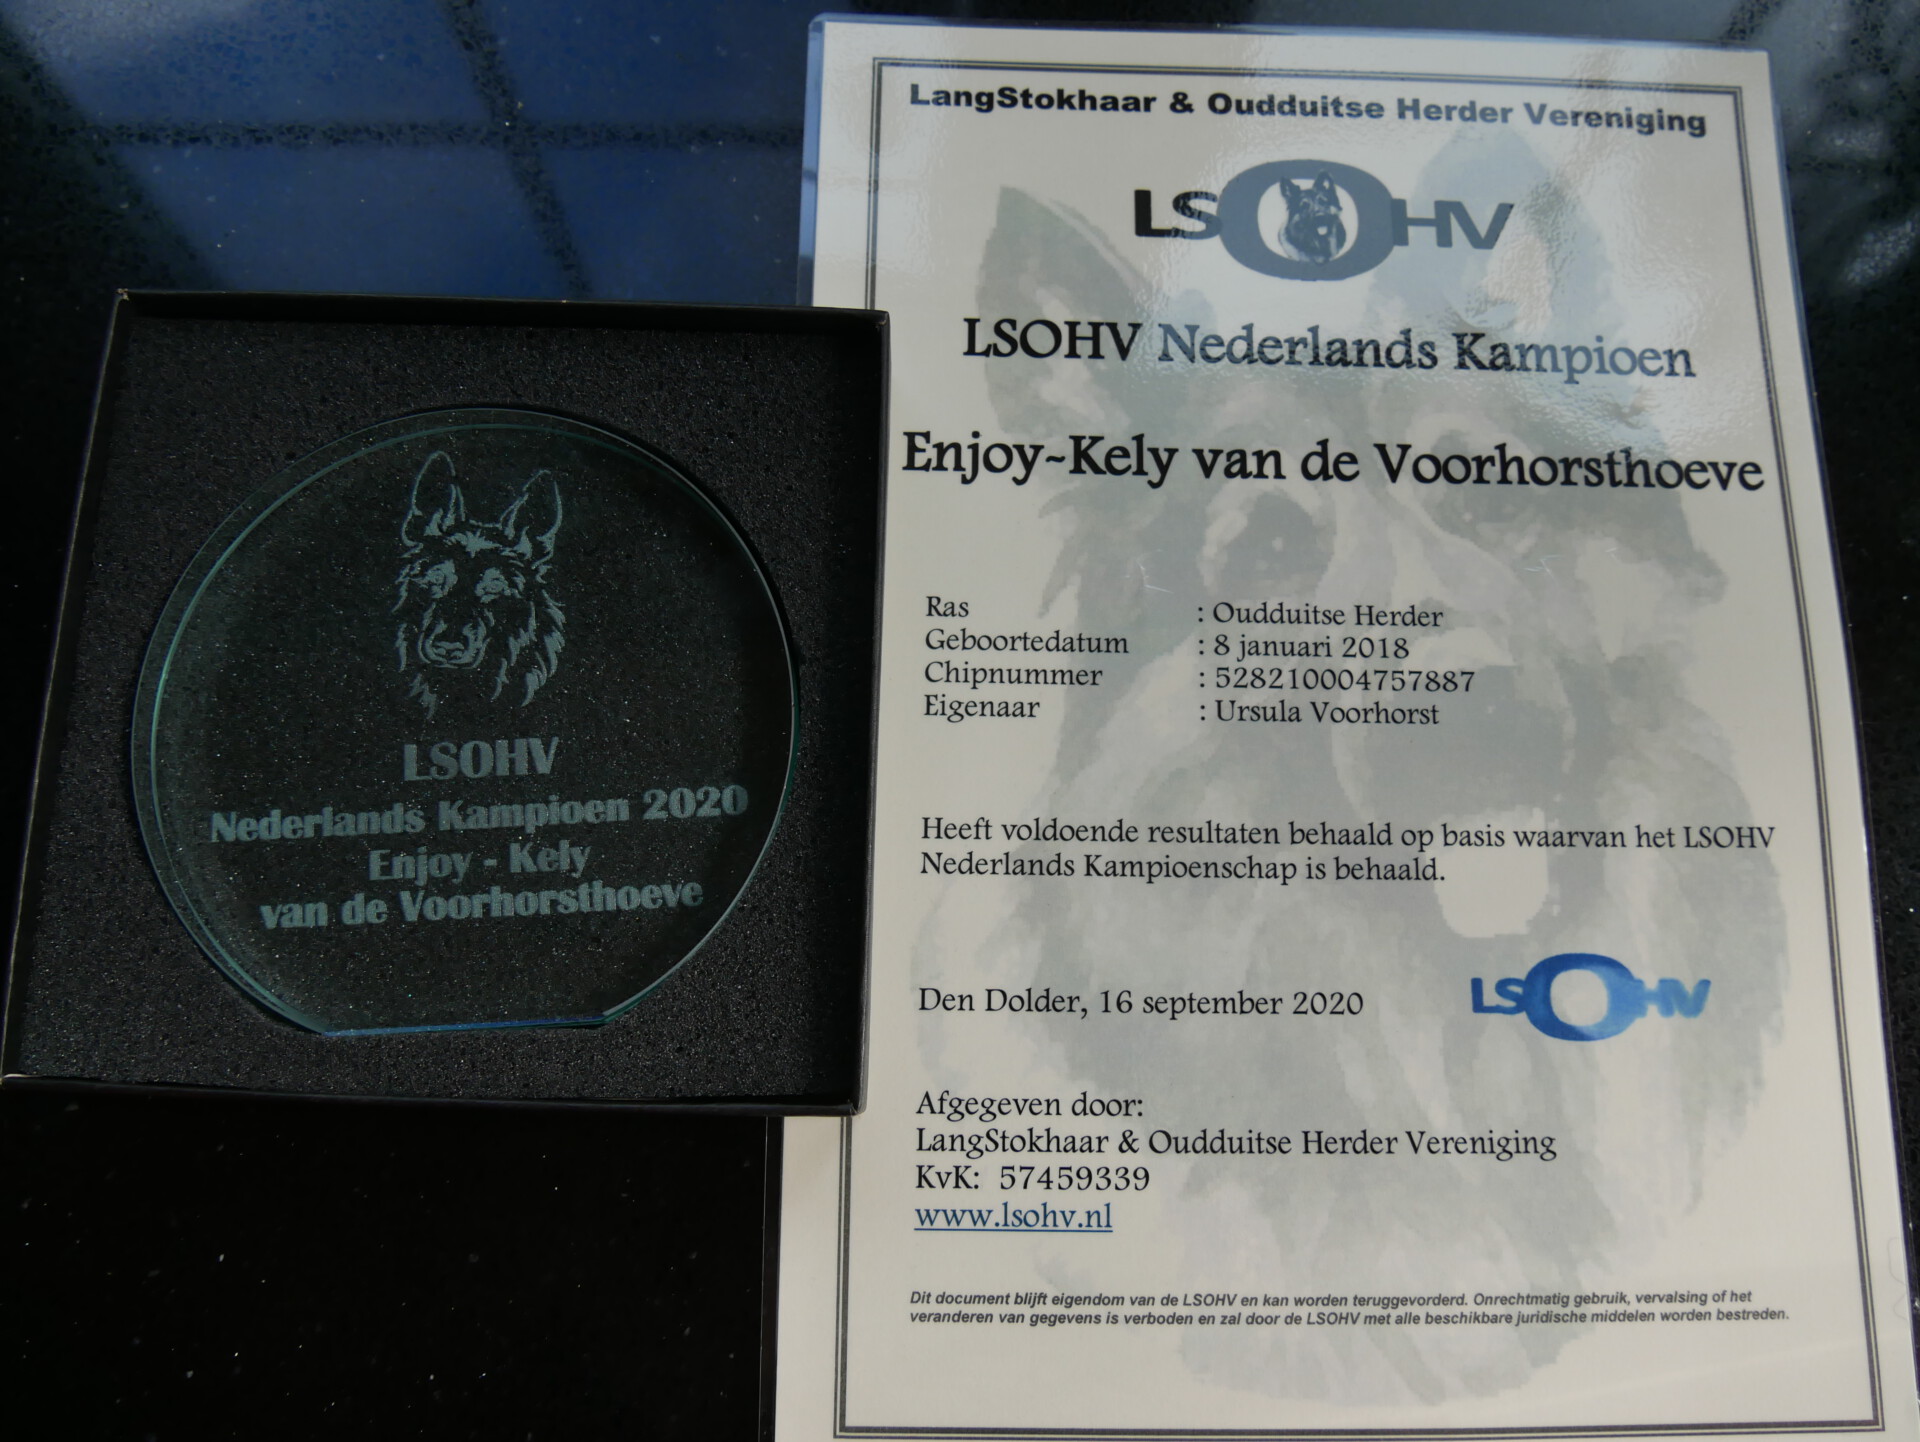 LSOHV
Nederlands Kampioen 2020
Enjoy - Kely
van de Voorhorsthoeve
LangStokhaar & Oudduitse Herder Vereniging
LSOHV
LSOHV Nederlands Kampioen
Enjoy~Kely van de Voorhorsthoeve
Ras : Oudduitse Herder
Geboortedatum : 8 januari 2018
Chipnummer : 528210004757887
Eigenaar : Ursula Voorhorst
Heeft voldoende resultaten behaald op basis waarvan het LSOHV
Nederlands Kampioenschap is behaald.
Den Dolder, 16 september 2020
LSOHV
Afgegeven door:
LangStokhaar & Oudduitse Herder Vereniging
KvK: 57459339
www.lsohv.nl
Dit document blijft eigendom van de LSOHV en kan worden teruggevorderd. Onrechtmatig gebruik, vervalsing of het
veranderen van gegevens is verboden en zal door de LSOHV met alle beschikbare juridische middelen worden bestreden.